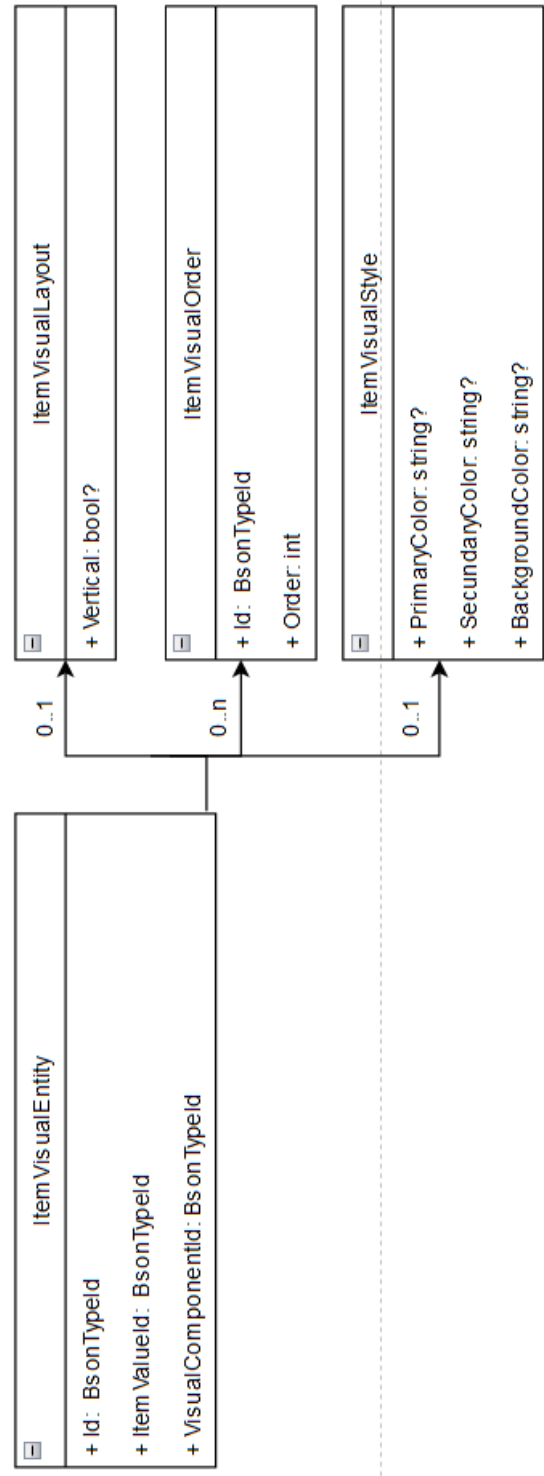 ItemVisualEntity
+ Id: BsonTypeId
+ ItemValueId: BsonTypeId
+ VisualComponentId: BsonTypeId
0..1
0..n
0..1
ItemVisualLayout
+ Vertical: bool?
ItemVisualOrder
+ Id: BsonTypeId
+ Order: int
ItemVisualStyle
+ PrimaryColor: string?
+ SecundaryColor: string?
+ BackgroundColor: string?